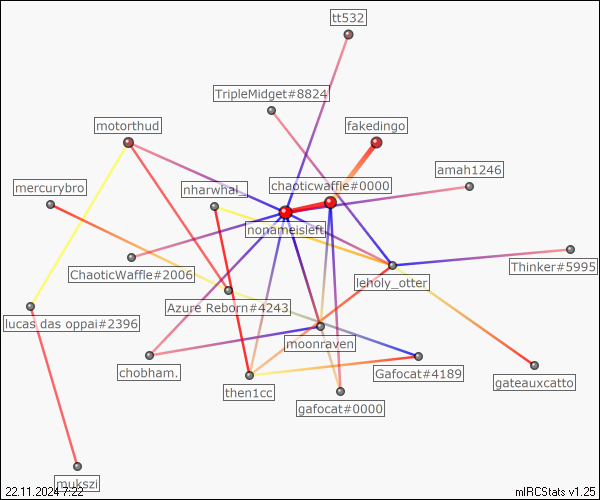 tt532
TripleMidget#8824
motorthud
fakedingo
amah1246
mercurybro
nharwhal_
chaoticwaffle#0000
nonameisleft
ChaoticWaffle#2006
leholy_otter
Thinker#5995
Azure Reborn#4243
lucas das oppai#2396
moonraven
chobham.
Gafocat#4189
then1cc
gateauxcatto
gafocat#0000
mukszi
22.11.2024 7:22
mIRCStats v1.25